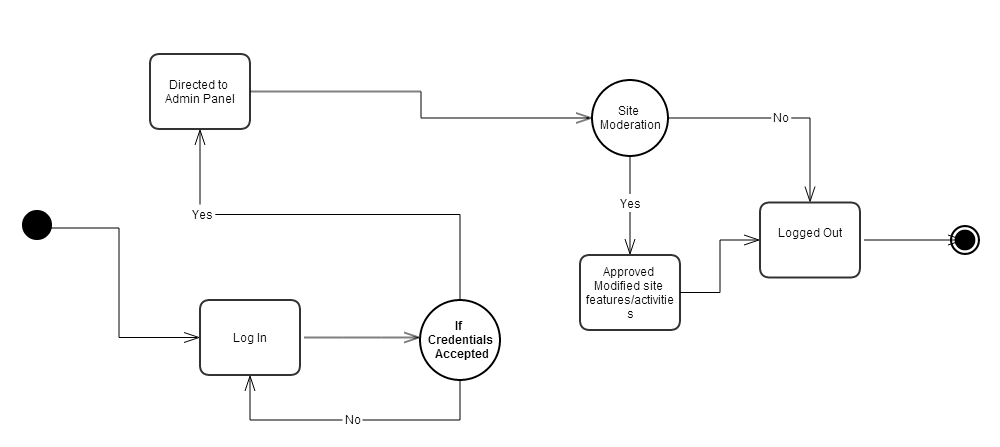 Directed to
Admin Panel
Site
Moderation
No
Yes
Yes
Logged Out
Approved
Modified site
features/activitie
s
Log In
If
Credentials
Accepted
No